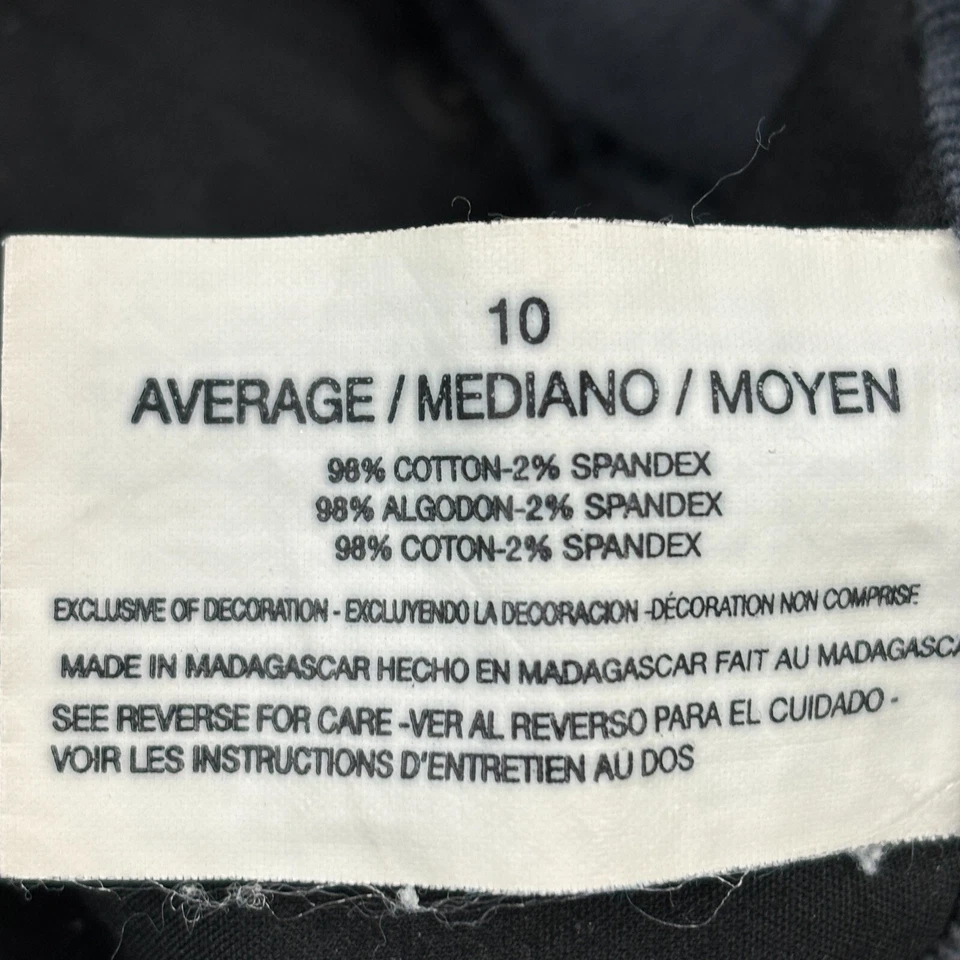 10
AVERAGE / MEDIANO / MOYEN
98% COTTON-2% SPANDEX
98% ALGODON-2% SPANDEX
98% COTON-2% SPANDEX
EXCLUSIVE OF DECORATION - EXCLUYENDO LA DECORACION -DÉCORATION NON COMPRISE
MADE IN MADAGASCAR HECHO EN MADAGASCAR FAIT AU MADAGASCA
SEE REVERSE FOR CARE -VER AL REVERSO PARA EL CUIDADO -
VOIR LES INSTRUCTIONS D'ENTRETIEN AU DOS